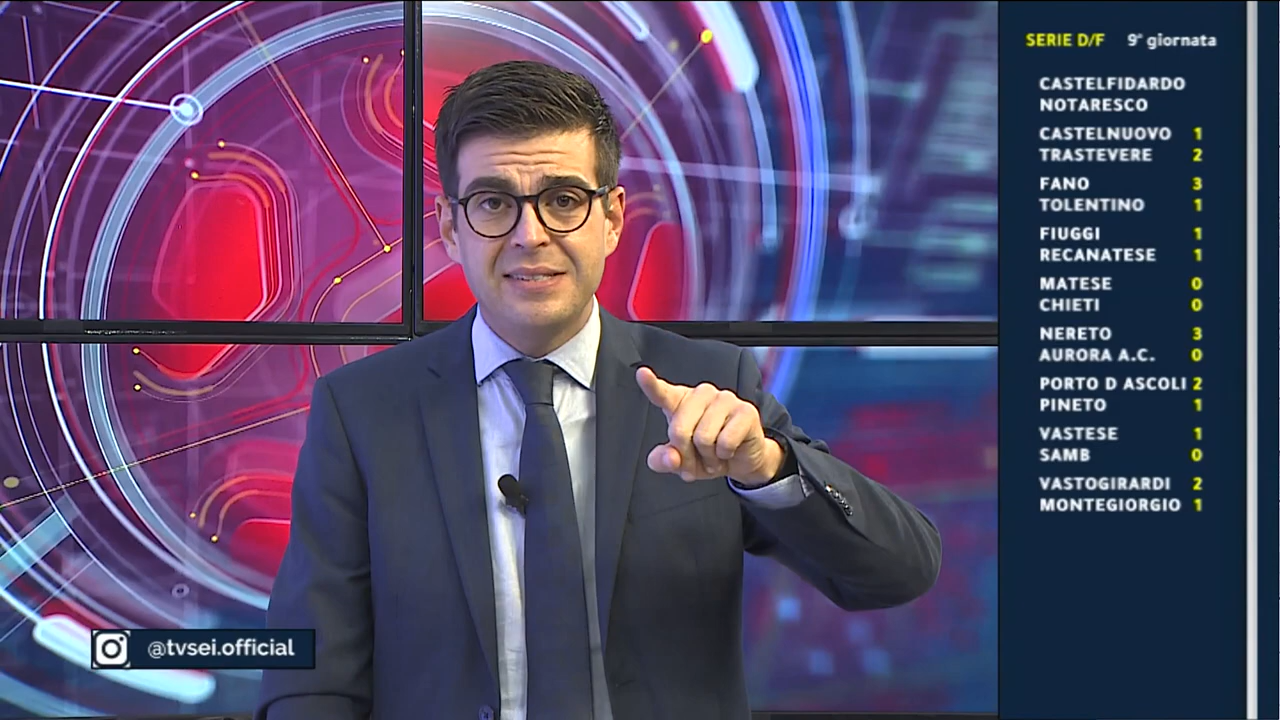 SERIE D/F 9ª giornata
CASTELFIDARDO
NOTARESCO
CASTELNUOVO 1
TRASTEVERE 2
FANO 3
TOLENTINO 1
FIUGGI 1
RECANATESE 1
MATESE 0
CHIETI 0
NERETO 3
AURORA A.C. 0
PORTO D ASCOLI 2
PINETO 1
VASTESE 1
SAMB 0
VASTOGIRARDI 2
MONTEGIORGIO 1
@tvsei.official